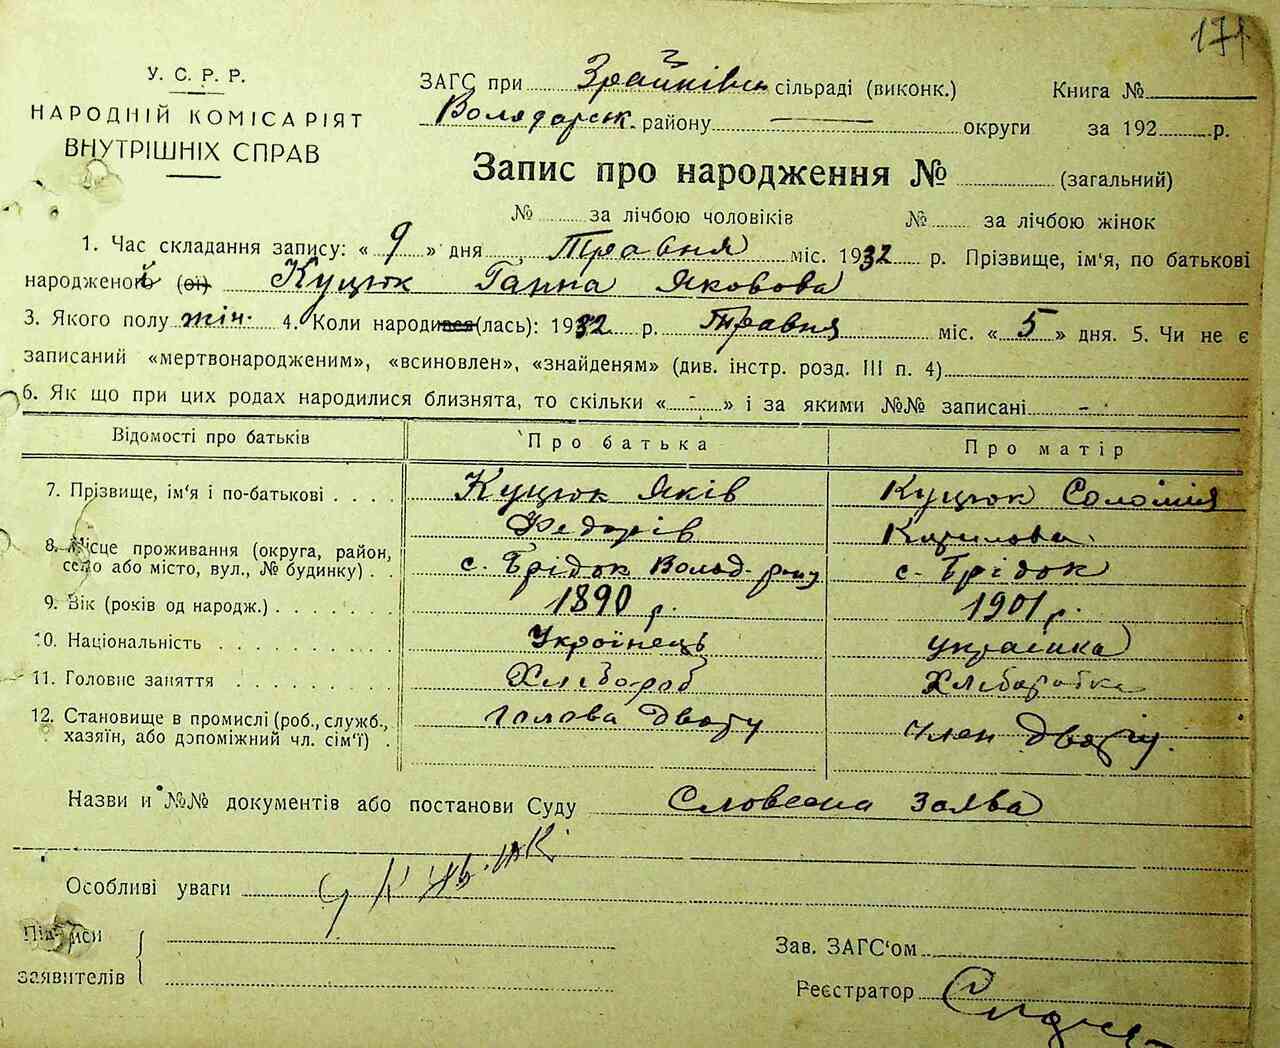 171
У. С. Р. Р.
НАРОДНІЙ КОМІСАРІЯТ
ВНУТРІШНІХ СПРАВ
ЗАГС при Зрайківск сільраді (виконк.) Книга №
Володарськ. району — округи за 192 р.
Запис про народження № (загальний)
№ за лічбою чоловіків № за лічбою жінок
1. Час складання запису: « 9 » дня Травня міс. 1932 р. Прізвище, ім'я, по батькові
народженої (ої) Куцюк Ганна Яковова
3. Якого полу жін. 4. Коли народився (лась): 1932 р. Травня міс. « 5 » дня. 5. Чи не є
записаний «мертвонародженим», «всиновлен», «знайденям» (див. інстр. розд. III п. 4)
6. Як що при цих родах народилися близнята, то скільки « - » і за якими №№ записані -
Відомості про батьків Про батька Про матір
7. Прізвище, ім'я і по-батькові . . . . Куцюк Яків Куцюк Соломія
Федорів Кирилова
8. Місце проживання (округа, район,
село або місто, вул., № будинку) . . с. Брідок Волод. р-ну с. Брідок
9. Вік (років од народж.) . . . . . . . 1890 р. 1901 р.
10. Національність . . . . . . . . . . Українець українка
11. Головне заняття . . . . . . . . . Хлібороб Хліборобка
12. Становище в промислі (роб., служб.,
хазяїн, або допоміжний чл. сім'ї) . Голова двору член двору.
Назви и №№ документів або постанови Суду Словесна заява
Особливі уваги
Підписи
заявителів
Зав. ЗАГС'ом
Реєстратор